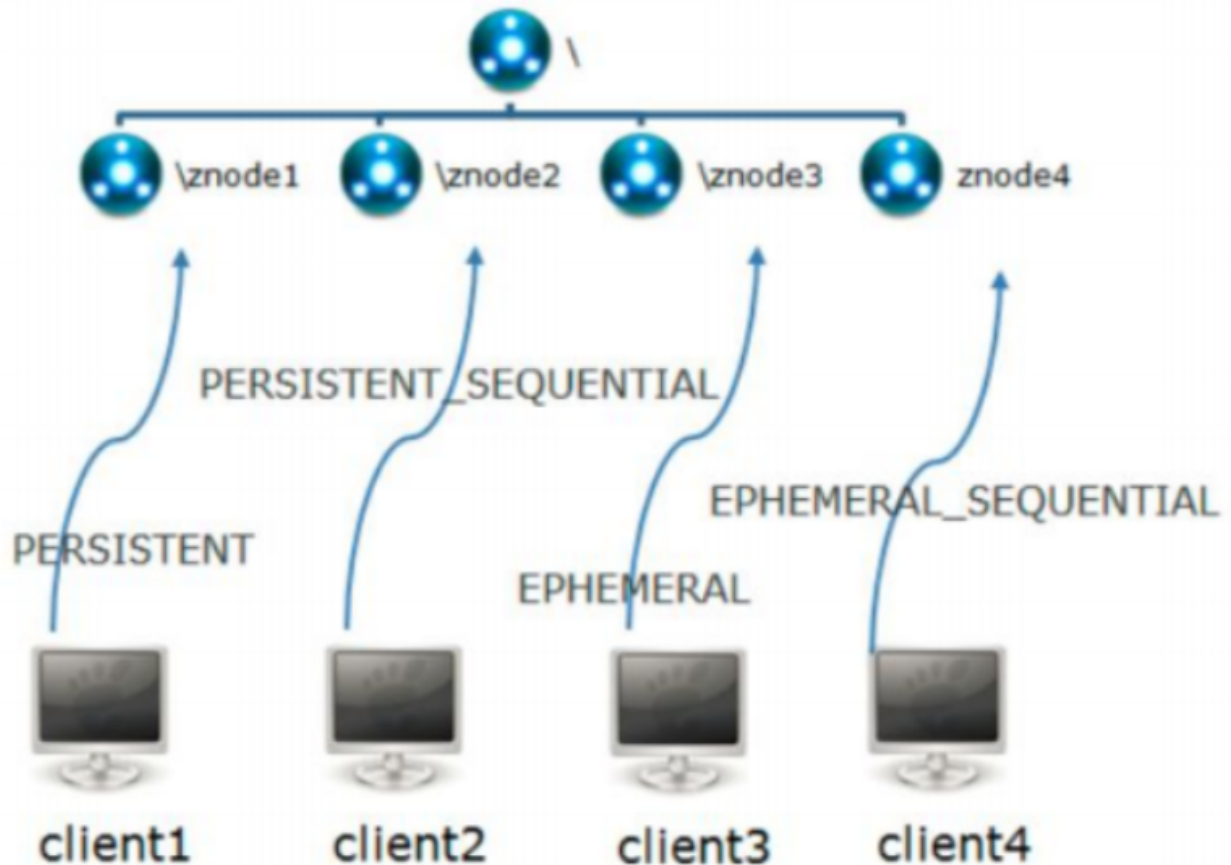 \
\znode1
\znode2
\znode3
znode4
PERSISTENT_SEQUENTIAL
EPHEMERAL_SEQUENTIAL
PERSISTENT
EPHEMERAL
client1
client2
client3
client4